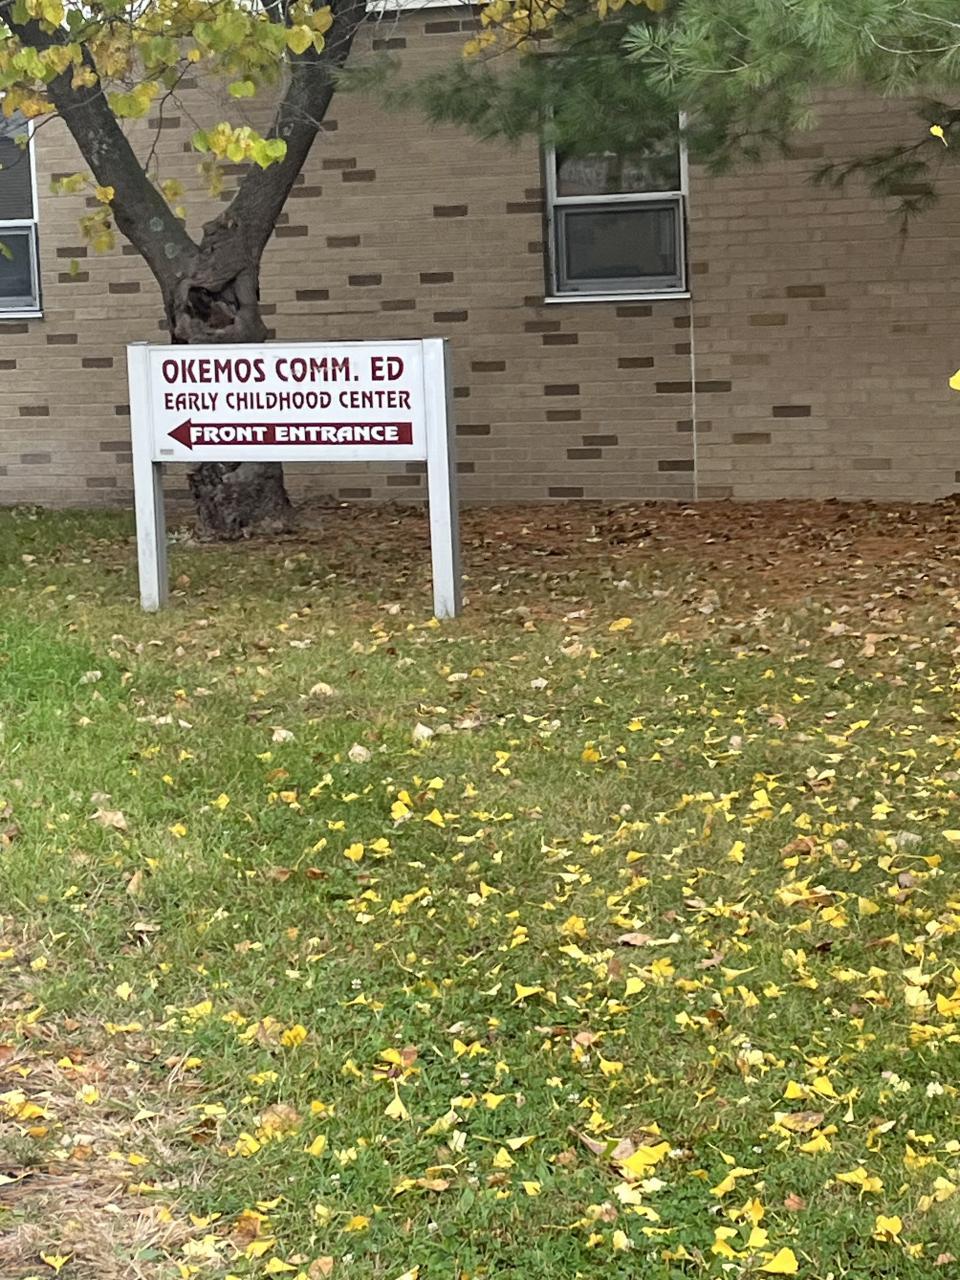 OKEMOS COMM. ED
EARLY CHILDHOOD CENTER
FRONT ENTRANCE